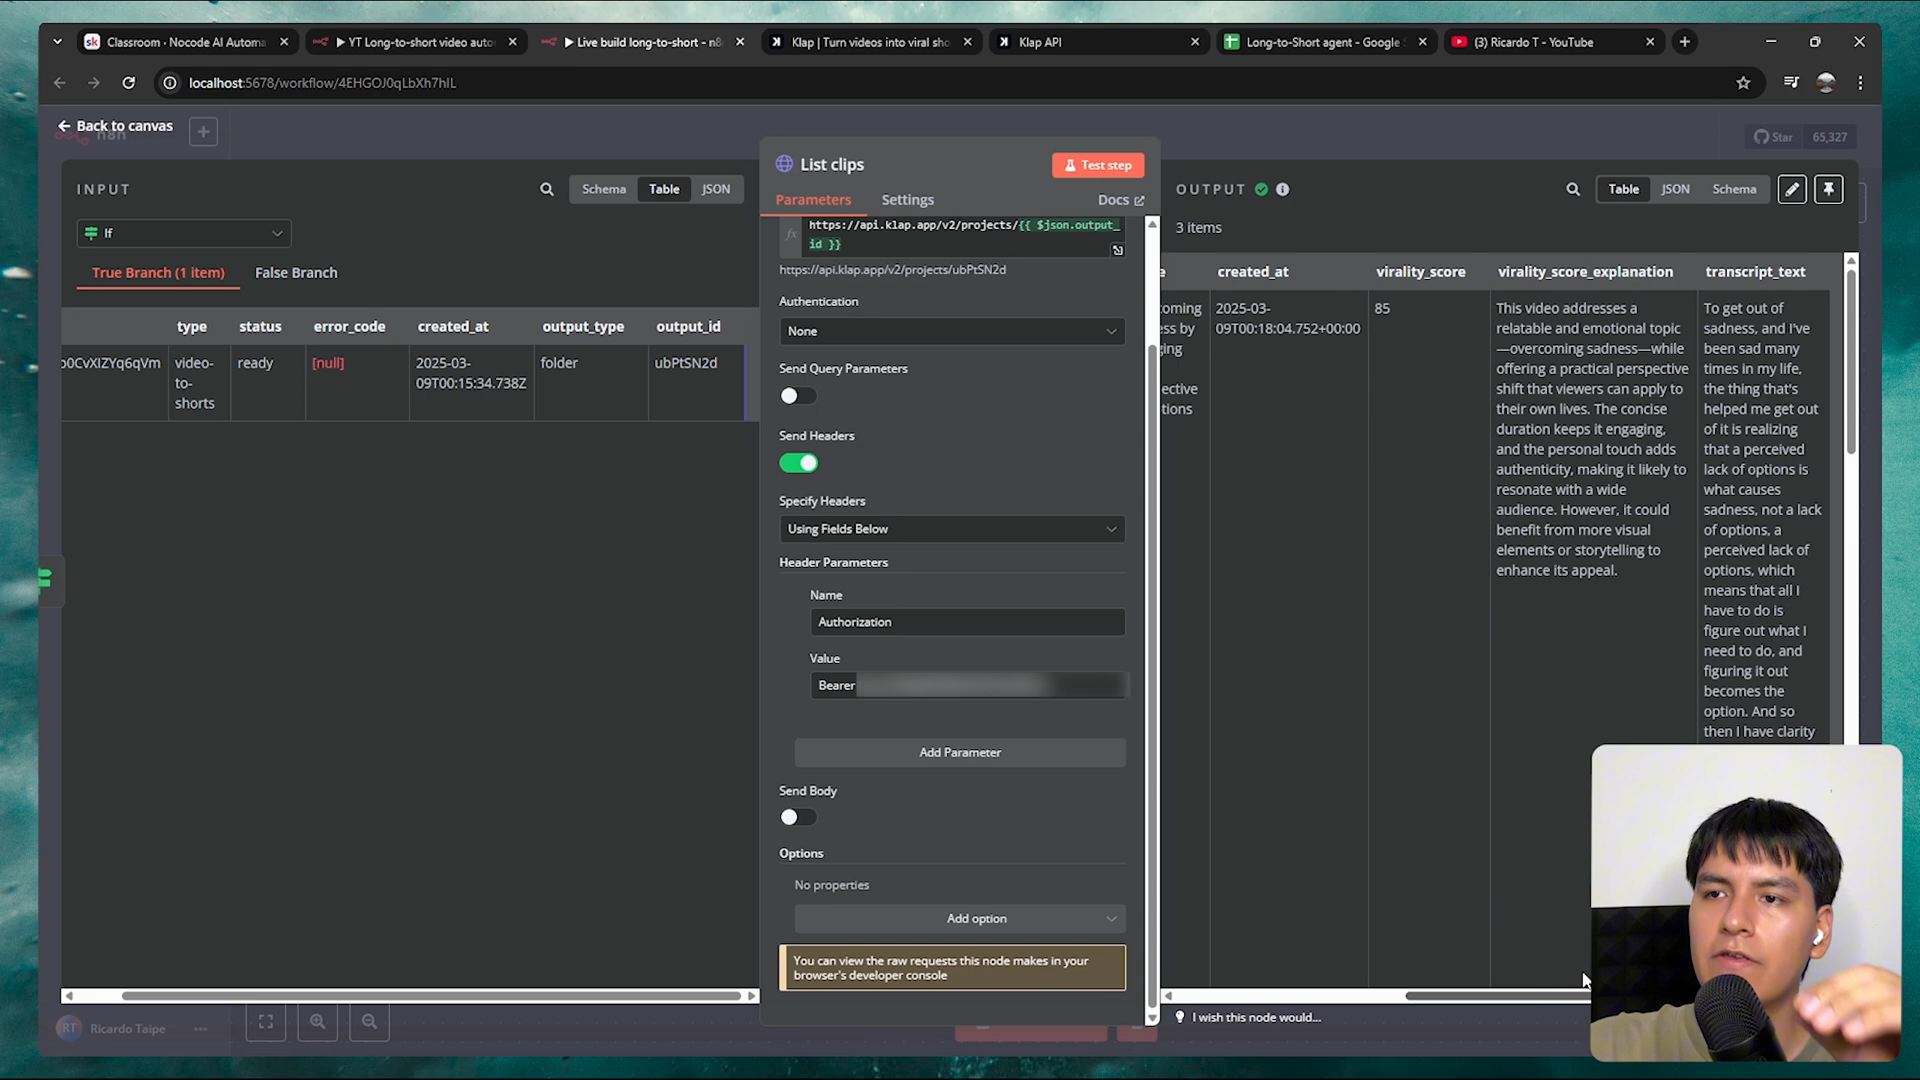 Classroom - Nocode AI Automa
YT Long-to-short video auto
Live build long-to-short - n8
Klap | Turn videos into viral sho
Klap API
Long-to-Short agent - Google S
(3) Ricardo T - YouTube
localhost:5678/workflow/4EHGOJ0qLbXh7hIL
Back to canvas
n8n
Star
65,327
INPUT
Schema
Table
JSON
If
True Branch (1 item)
False Branch
type
status
error_code
created_at
output_type
output_id
o0CvXIZYq6qVm
video-
to-
shorts
ready
[null]
2025-03-
09T00:15:34.738Z
folder
ubPtSN2d
List clips
Test step
Parameters
Settings
Docs
fx
https://api.klap.app/v2/projects/{{ $json.output_
id }}
https://api.klap.app/v2/projects/ubPtSN2d
Authentication
None
Send Query Parameters
Send Headers
Specify Headers
Using Fields Below
Header Parameters
Name
Authorization
Value
Bearer
Add Parameter
Send Body
Options
No properties
Add option
You can view the raw requests this node makes in your
browser's developer console
OUTPUT
Table
JSON
Schema
3 items
e
created_at
virality_score
virality_score_explanation
transcript_text
coming
ss by
ging
ective
tions
2025-03-
09T00:18:04.752+00:00
85
This video addresses a
relatable and emotional topic
—overcoming sadness—while
offering a practical perspective
shift that viewers can apply to
their own lives. The concise
duration keeps it engaging,
and the personal touch adds
authenticity, making it likely to
resonate with a wide
audience. However, it could
benefit from more visual
elements or storytelling to
enhance its appeal.
To get out of
sadness, and I've
been sad many
times in my life,
the thing that's
helped me get out
of it is realizing
that a perceived
lack of options is
what causes
sadness, not a lack
of options, a
perceived lack of
options, which
means that all I
have to do is
figure out what I
need to do, and
figuring it out
becomes the
option. And so
then I have clarity
I wish this node would...
RT
Ricardo Taipe